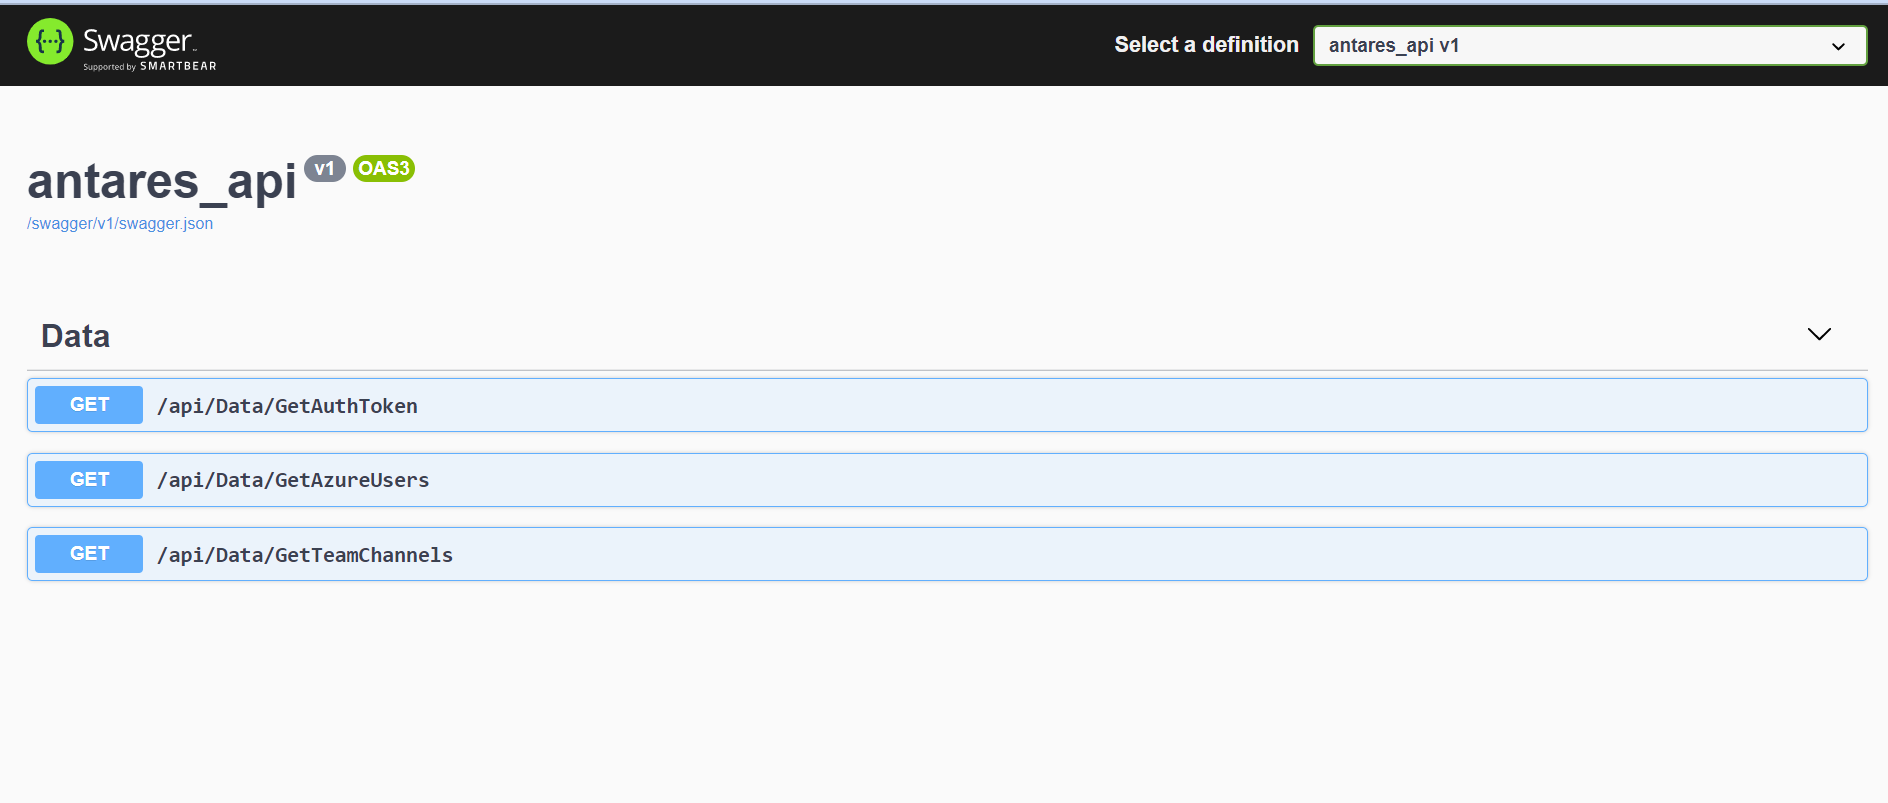 Swagger™
Supported by SMARTBEAR
Select a definition
antares_api v1
antares_api v1 OAS3
/swagger/v1/swagger.json
Data
GET /api/Data/GetAuthToken
GET /api/Data/GetAzureUsers
GET /api/Data/GetTeamChannels